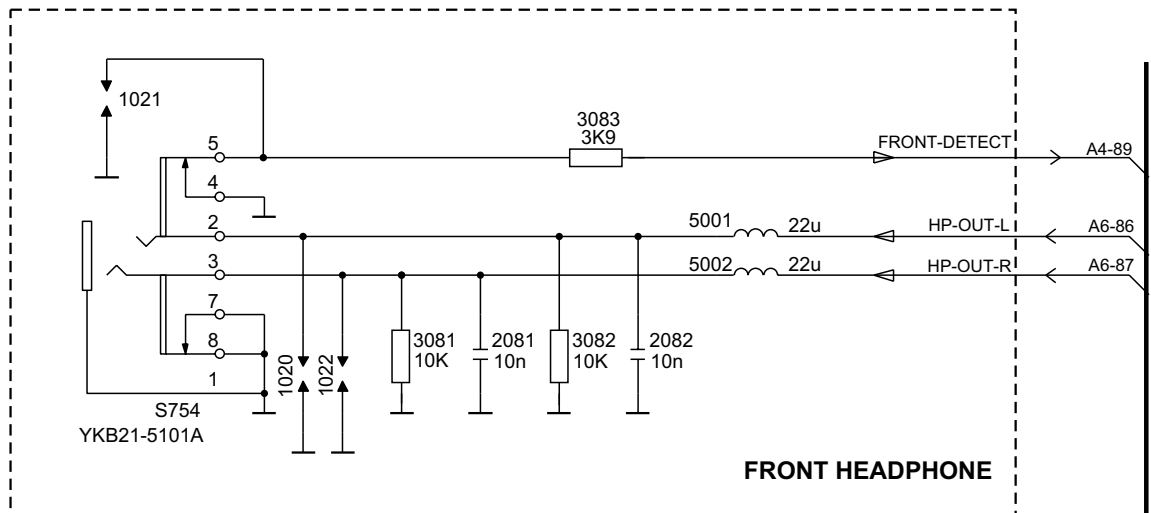 1021
5
3083
3K9
FRONT-DETECT
A4-89
4
2
5001
22u
HP-OUT-L
A6-86
3
5002
22u
HP-OUT-R
A6-87
7
8
1
1020
1022
3081
10K
2081
10n
3082
10K
2082
10n
S754
YKB21-5101A
FRONT HEADPHONE